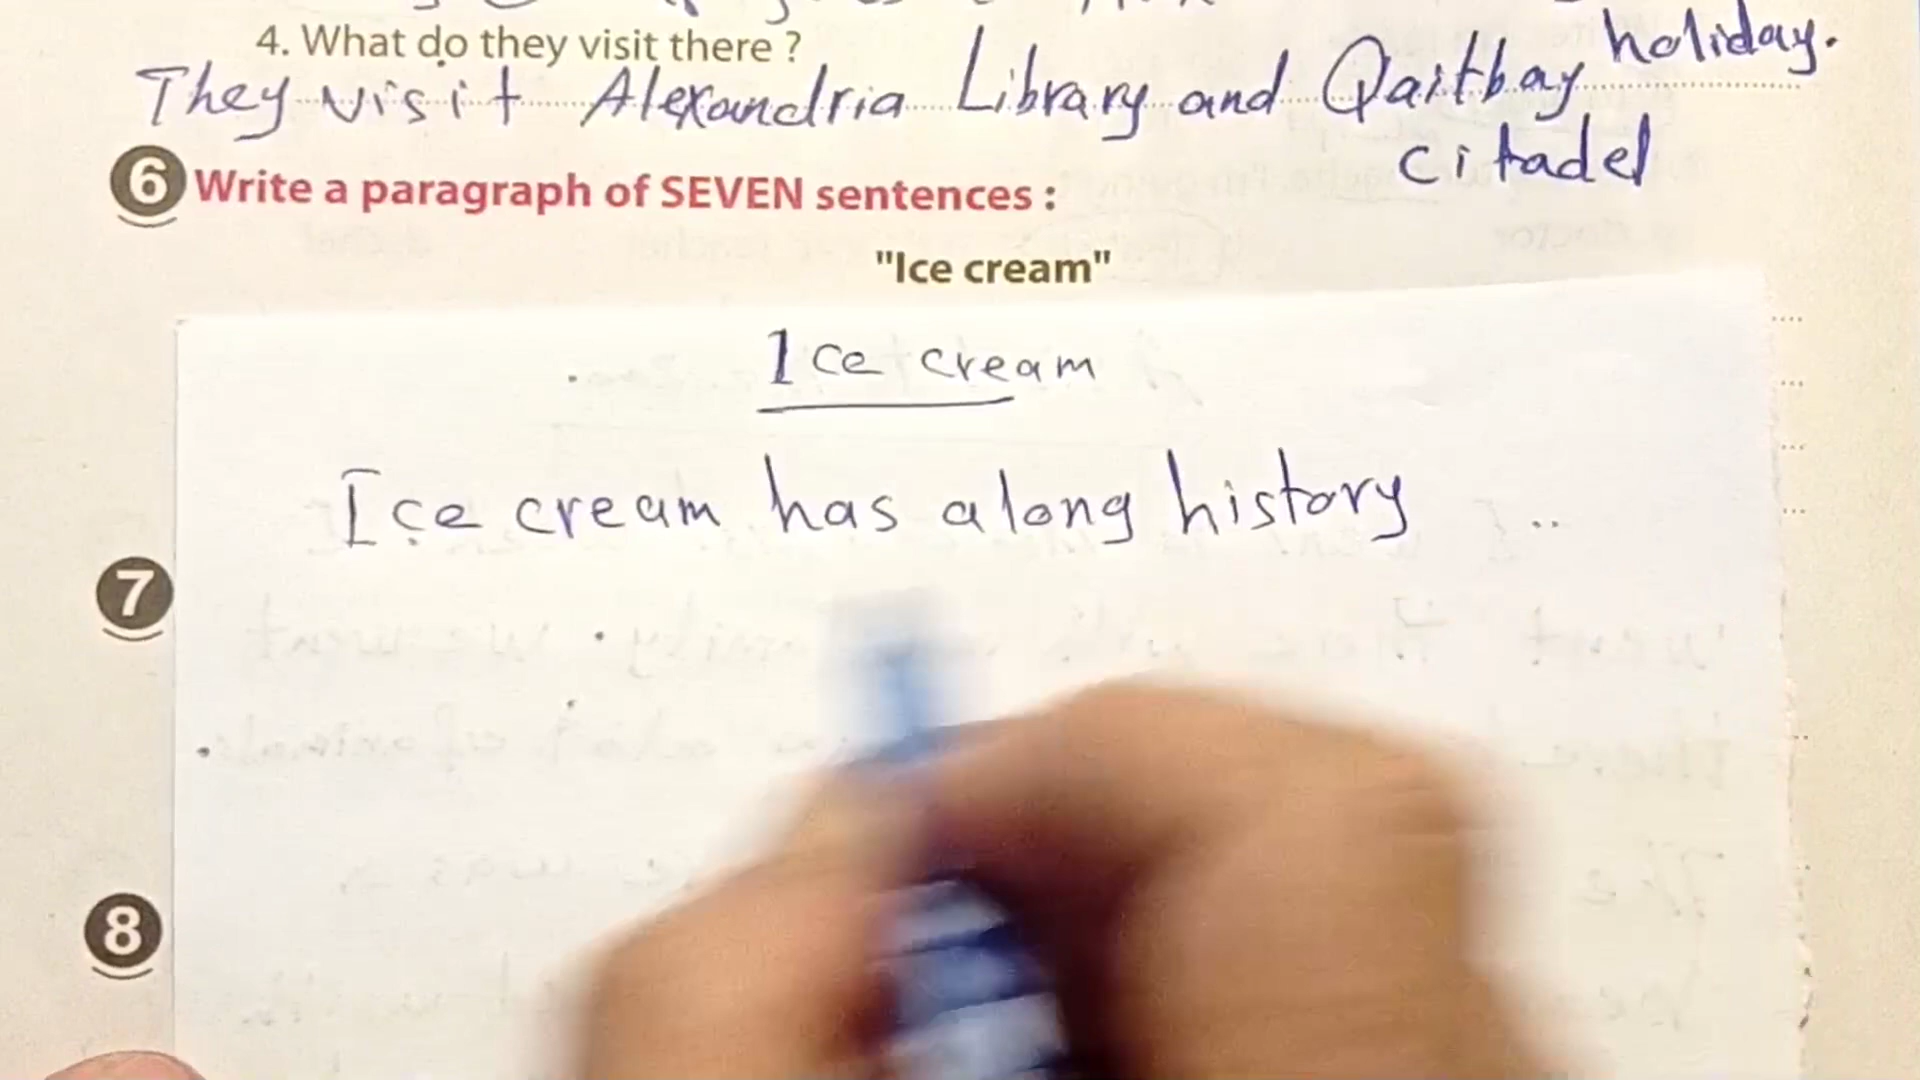 4. What do they visit there ?
holiday.
They visit Alexandria Library and Qaitbay
citadel
6 Write a paragraph of SEVEN sentences :
"Ice cream"
Ice cream
Ice cream has along history ..
7
8